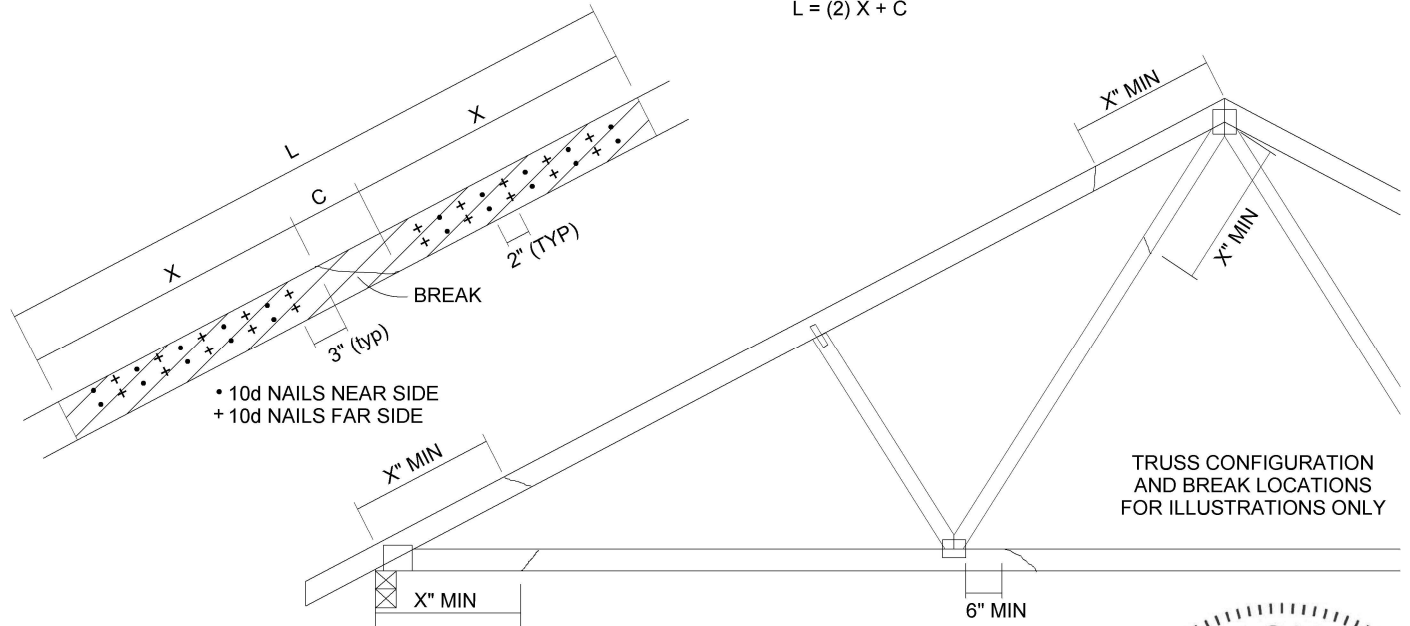 L = (2) X + C
X" MIN
X
L
C
X" MIN
2" (TYP)
X
BREAK
3" (typ)
• 10d NAILS NEAR SIDE
+ 10d NAILS FAR SIDE
X" MIN
TRUSS CONFIGURATION
AND BREAK LOCATIONS
FOR ILLUSTRATIONS ONLY
X" MIN
6" MIN